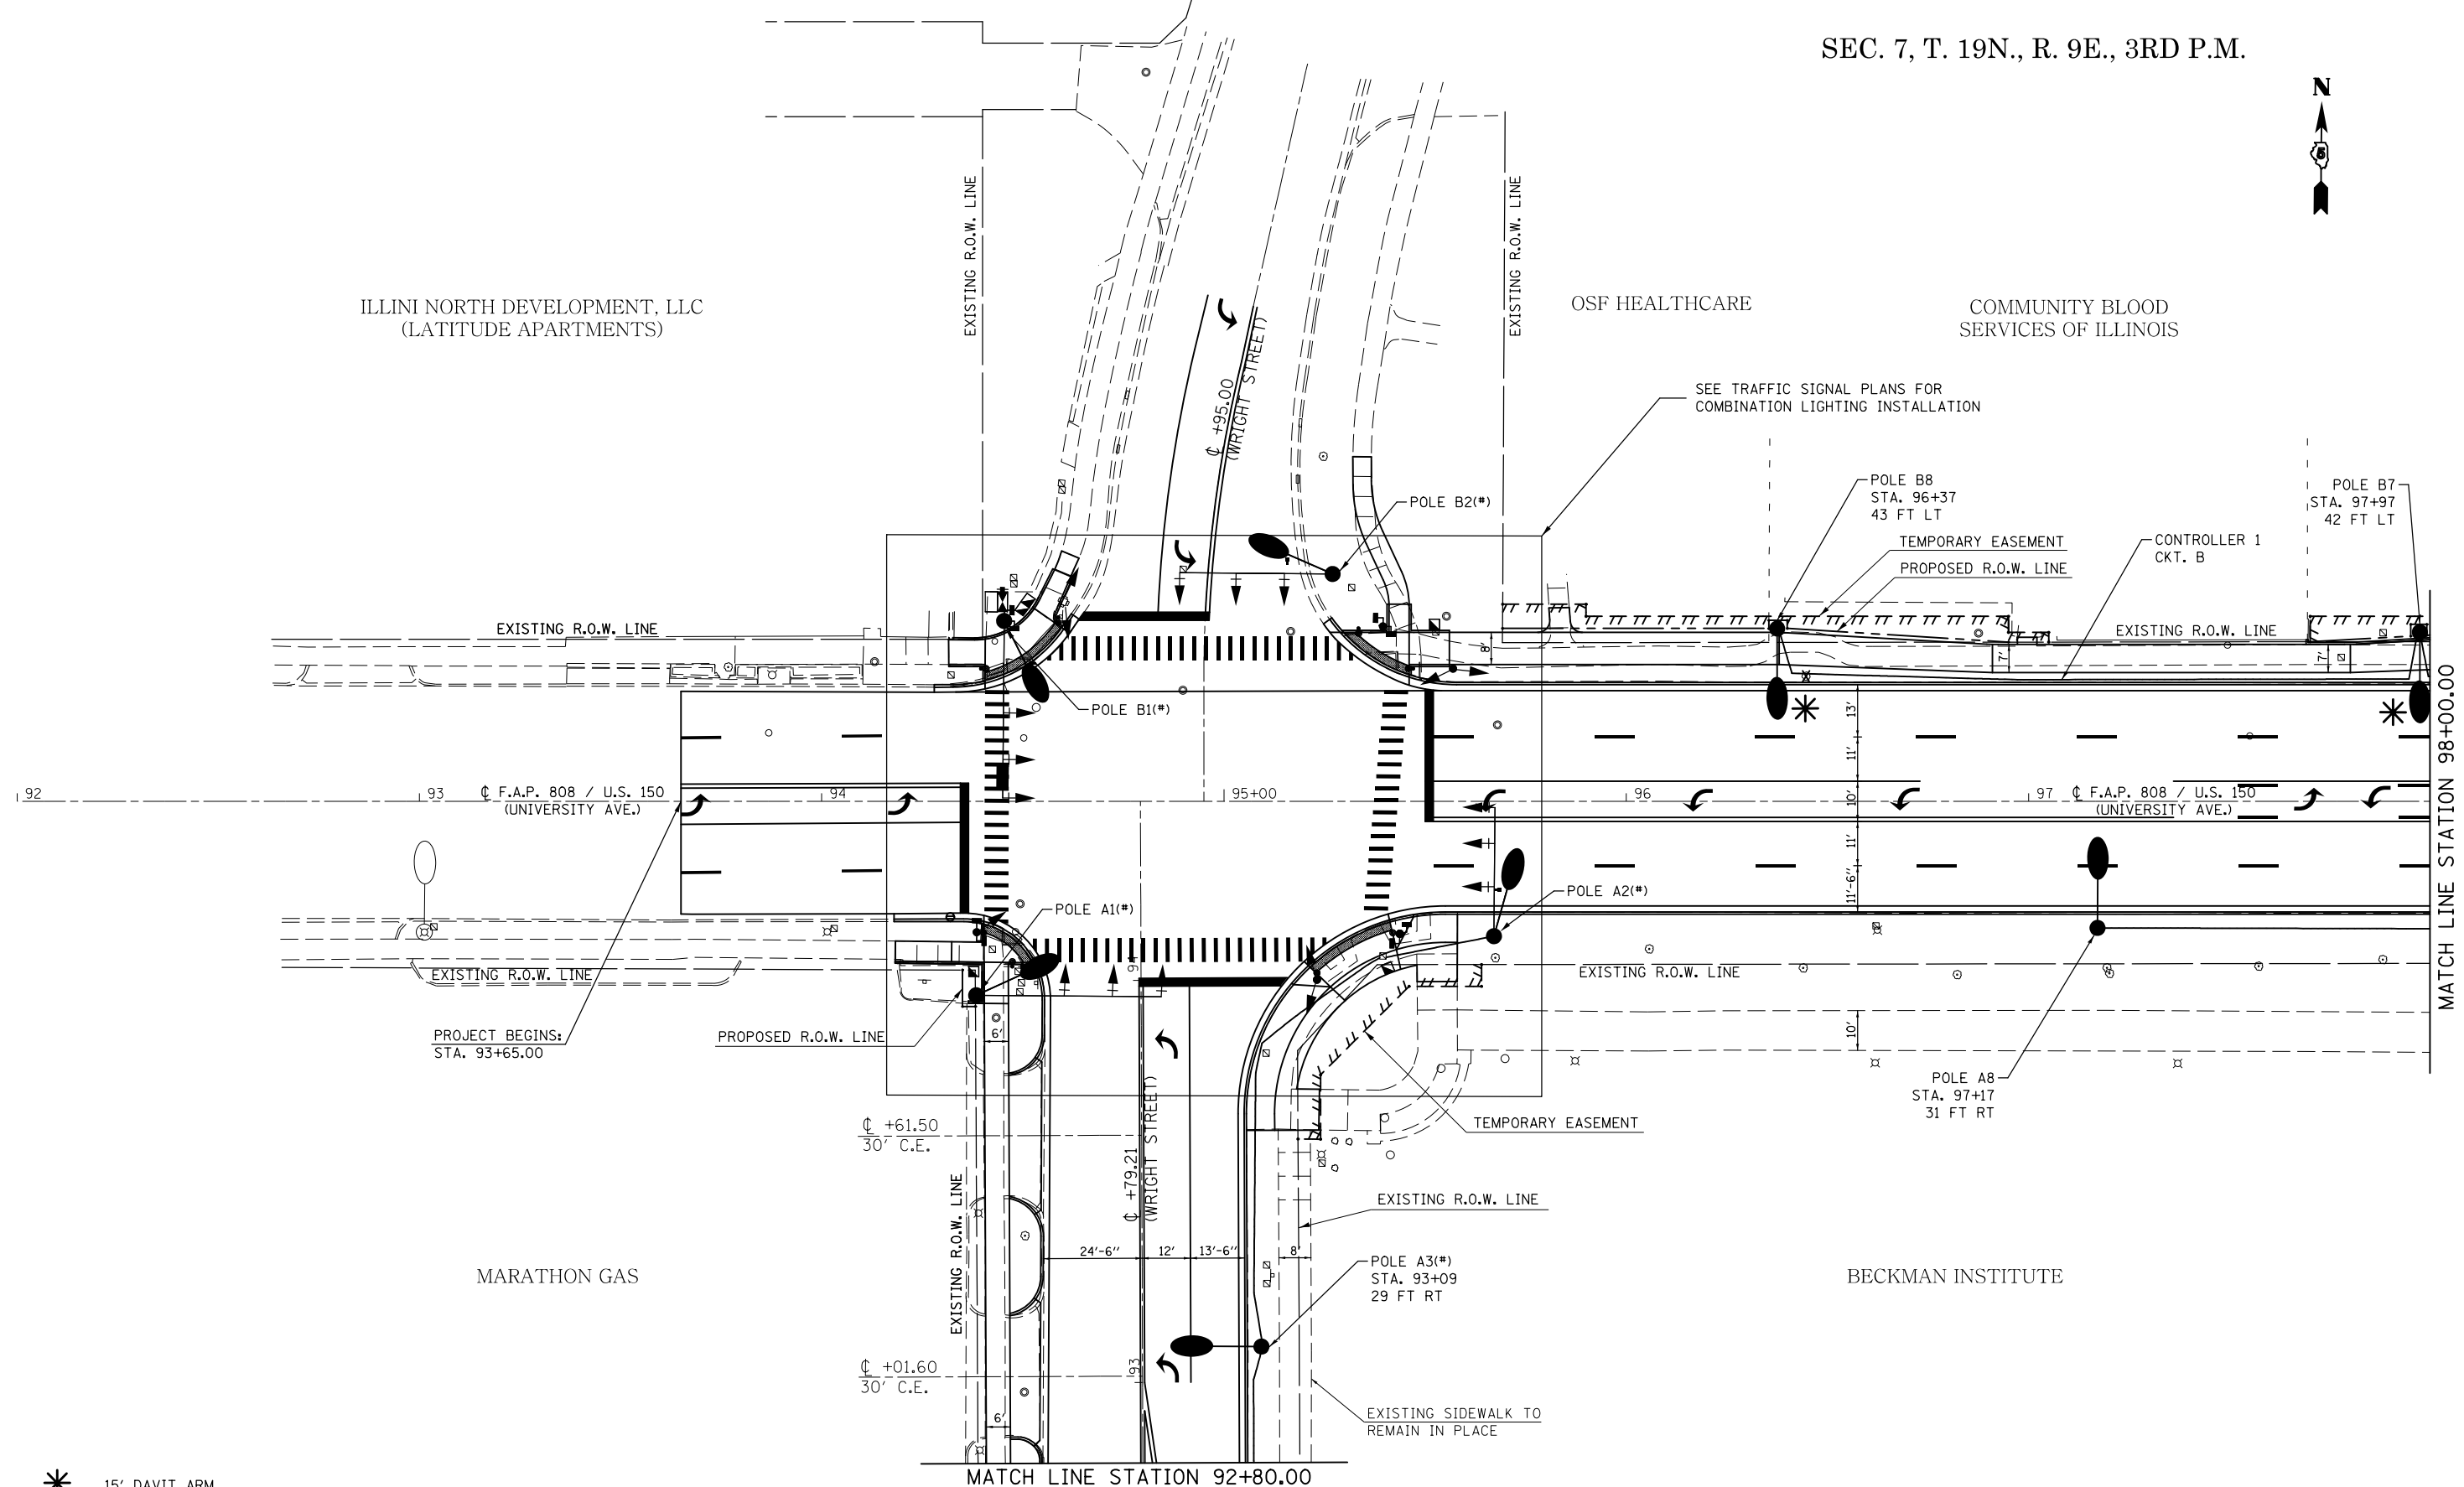 SEC. 7, T. 19N., R. 9E., 3RD P.M.
N
5
EXISTING R.O.W. LINE
EXISTING R.O.W. LINE
ILLINI NORTH DEVELOPMENT, LLC
(LATITUDE APARTMENTS)
OSF HEALTHCARE
COMMUNITY BLOOD
SERVICES OF ILLINOIS
℄ +95.00
(WRIGHT STREET)
SEE TRAFFIC SIGNAL PLANS FOR
COMBINATION LIGHTING INSTALLATION
POLE B2(#)
POLE B8
STA. 96+37
43 FT LT
POLE B7
STA. 97+97
42 FT LT
TEMPORARY EASEMENT
PROPOSED R.O.W. LINE
CONTROLLER 1
CKT. B
EXISTING R.O.W. LINE
EXISTING R.O.W. LINE
8'
7'
7'
POLE B1(#)
13'
11'
10'
11'
11'-6"
92
93
℄ F.A.P. 808 / U.S. 150
(UNIVERSITY AVE.)
94
95+00
96
97
℄ F.A.P. 808 / U.S. 150
(UNIVERSITY AVE.)
MATCH LINE STATION 98+00.00
POLE A1(#)
POLE A2(#)
94
EXISTING R.O.W. LINE
EXISTING R.O.W. LINE
PROJECT BEGINS:
STA. 93+65.00
PROPOSED R.O.W. LINE
6'
10'
POLE A8
STA. 97+17
31 FT RT
TEMPORARY EASEMENT
℄ +61.50
30' C.E.
℄ +79.21
(WRIGHT STREET)
EXISTING R.O.W. LINE
EXISTING R.O.W. LINE
24'-6"
12'
13'-6"
8'
POLE A3(#)
STA. 93+09
29 FT RT
MARATHON GAS
BECKMAN INSTITUTE
℄ +01.60
30' C.E.
93
6'
EXISTING SIDEWALK TO
REMAIN IN PLACE
MATCH LINE STATION 92+80.00
15' DAVIT ARM